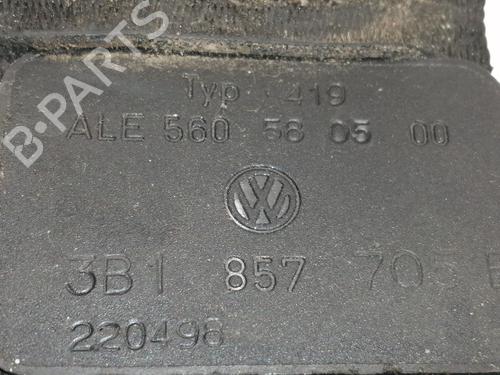 Typ 419
ALE 560 58 05 00
VW
3B1 857 705
220498
B-PARTS